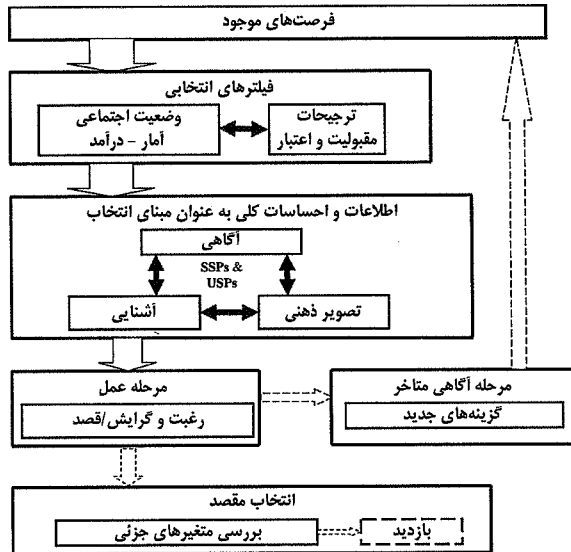 فرصت‌های موجود
فیلترهای انتخابی
ترجیحات
مقبولیت و اعتبار
وضعیت اجتماعی
آمار - درآمد
اطلاعات و احساسات کلی به عنوان مبنای انتخاب
آگاهی
SSPs &
USPs
تصویر ذهنی
آشنایی
مرحله آگاهی متاخر
گزینه‌های جدید
مرحله عمل
رغبت و گرایش/قصد
انتخاب مقصد
بررسی متغیرهای جزئی
بازدید